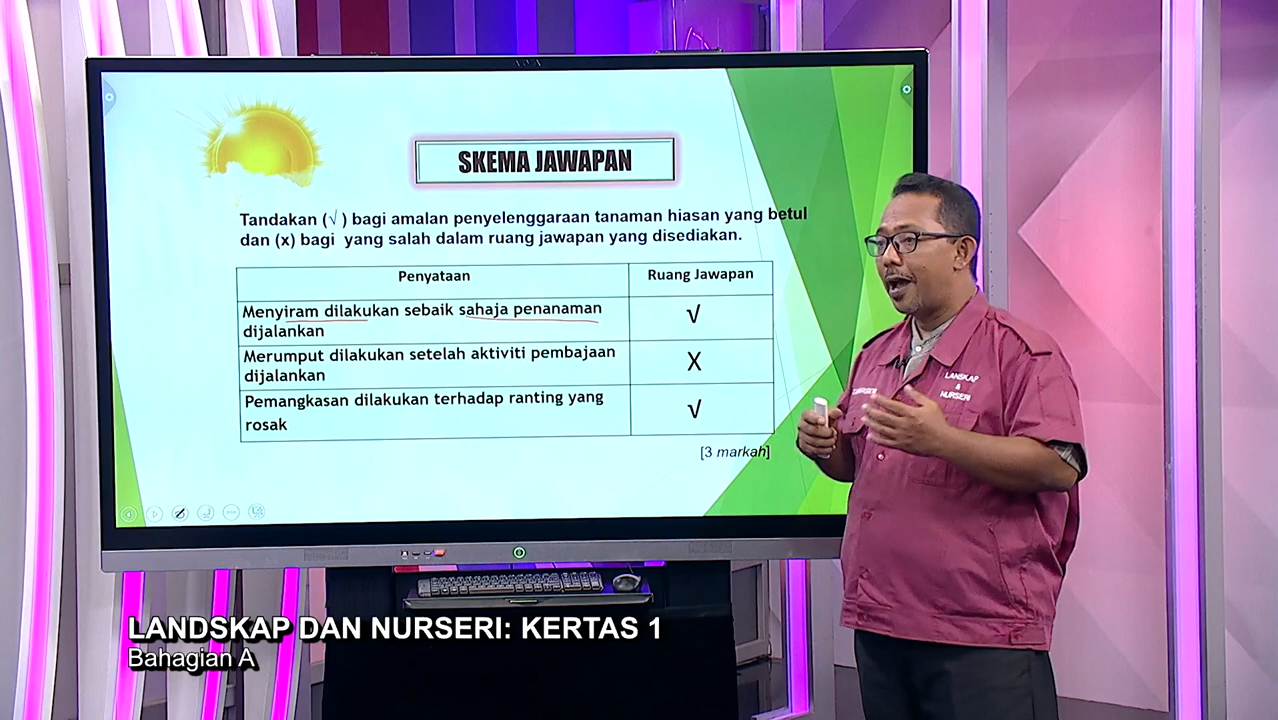 SKEMA JAWAPAN
Tandakan (√ ) bagi amalan penyelenggaraan tanaman hiasan yang betul
dan (x) bagi yang salah dalam ruang jawapan yang disediakan.
Penyataan
Ruang Jawapan
Menyiram dilakukan sebaik sahaja penanaman
dijalankan
√
Merumput dilakukan setelah aktiviti pembajaan
dijalankan
X
Pemangkasan dilakukan terhadap ranting yang
rosak
√
[3 markah]
LANSKAP
&
NURSERI
LANDSKAP DAN NURSERI: KERTAS 1
Bahagian A